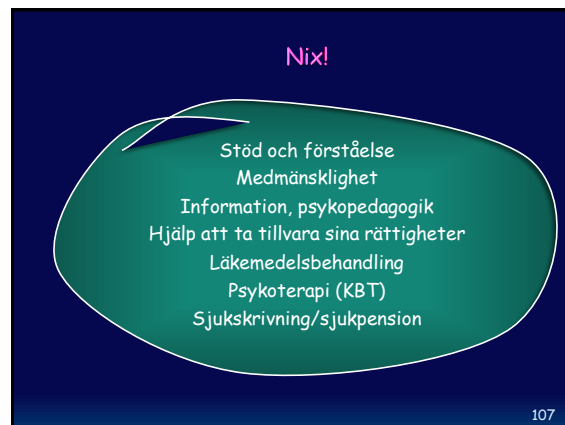 Nix!
Stöd och förståelse
Medmänsklighet
Information, psykopedagogik
Hjälp att ta tillvara sina rättigheter
Läkemedelsbehandling
Psykoterapi (KBT)
Sjukskrivning/sjukpension
107